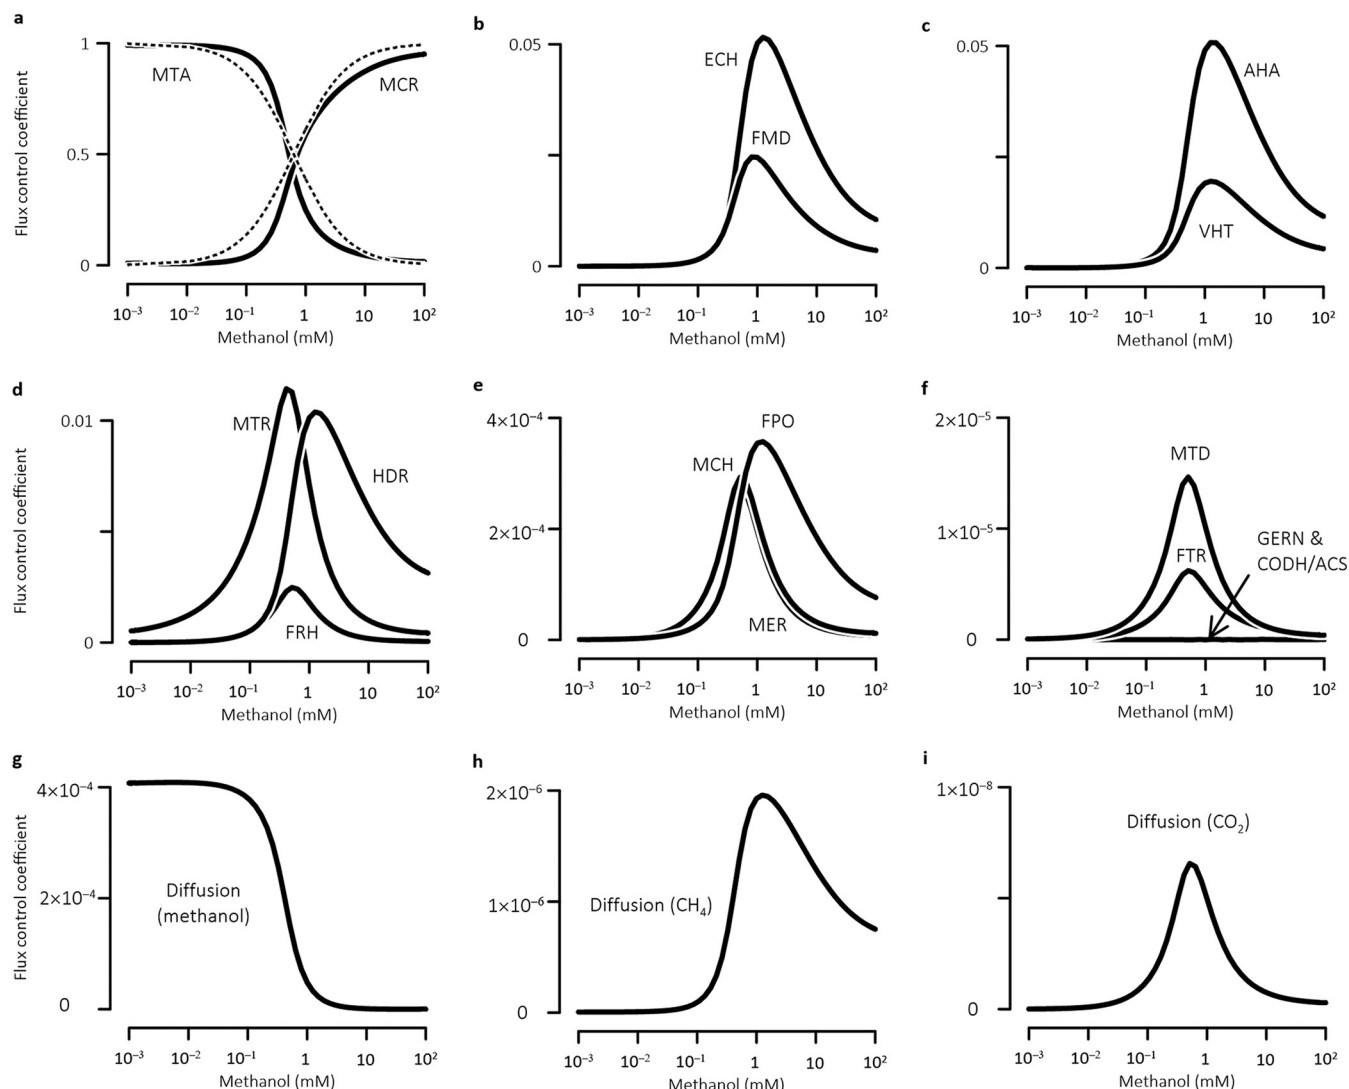 a
Flux control coefficient
1
0.5
0
MTA
MCR
10⁻³ 10⁻² 10⁻¹ 1 10 10²
Methanol (mM)
b
0.05
0
ECH
FMD
10⁻³ 10⁻² 10⁻¹ 1 10 10²
Methanol (mM)
c
0.05
0
AHA
VHT
10⁻³ 10⁻² 10⁻¹ 1 10 10²
Methanol (mM)
d
Flux control coefficient
0.01
0
MTR
HDR
FRH
10⁻³ 10⁻² 10⁻¹ 1 10 10²
Methanol (mM)
e
4×10⁻⁴
2×10⁻⁴
0
FPO
MCH
MER
10⁻³ 10⁻² 10⁻¹ 1 10 10²
Methanol (mM)
f
2×10⁻⁵
1×10⁻⁵
0
MTD
GERN &
CODH/ACS
FTR
10⁻³ 10⁻² 10⁻¹ 1 10 10²
Methanol (mM)
g
Flux control coefficient
4×10⁻⁴
2×10⁻⁴
0
Diffusion
(methanol)
10⁻³ 10⁻² 10⁻¹ 1 10 10²
Methanol (mM)
h
2×10⁻⁶
1×10⁻⁶
0
Diffusion (CH₄)
10⁻³ 10⁻² 10⁻¹ 1 10 10²
Methanol (mM)
i
1×10⁻⁸
0
Diffusion (CO₂)
10⁻³ 10⁻² 10⁻¹ 1 10 10²
Methanol (mM)